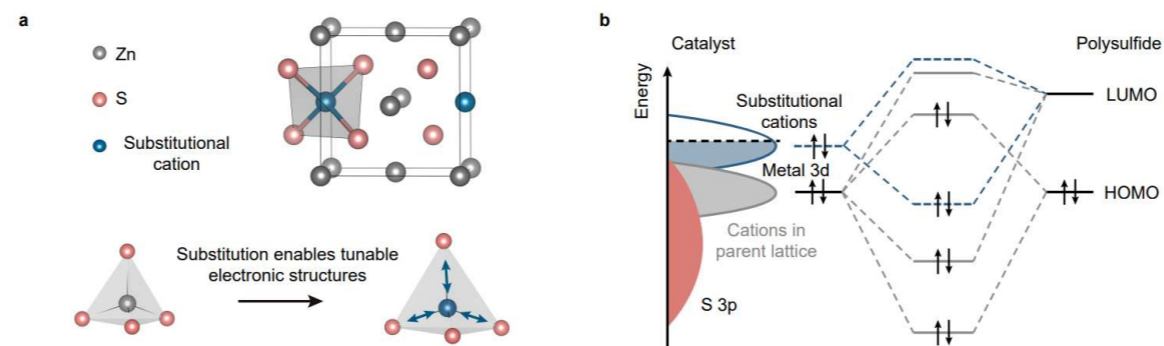 a
Zn
S
Substitutional
cation
Substitution enables tunable
electronic structures
b
Catalyst
Polysulfide
Energy
Substitutional
cations
LUMO
Metal 3d
HOMO
Cations in
parent lattice
S 3p